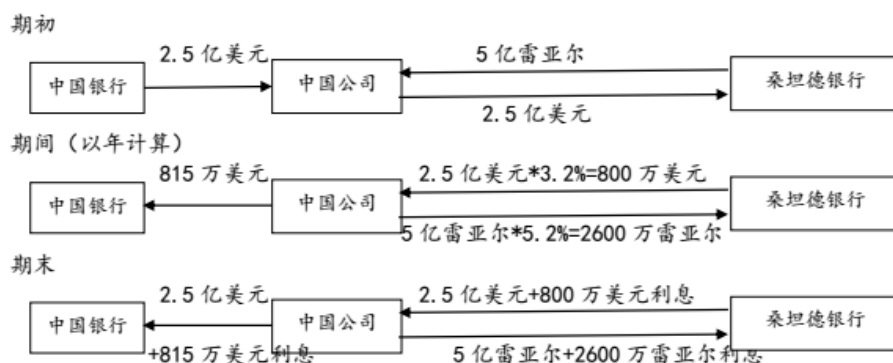 期初
2.5 亿美元
5 亿雷亚尔
中国银行
中国公司
桑坦德银行
2.5 亿美元
期间（以年计算）
815 万美元
2.5 亿美元*3.2%=800 万美元
中国银行
中国公司
桑坦德银行
5 亿雷亚尔*5.2%=2600 万雷亚尔
期末
2.5 亿美元
2.5 亿美元+800 万美元利息
中国银行
中国公司
桑坦德银行
+815 万美元利息
5 亿雷亚尔+2600 万雷亚尔利息